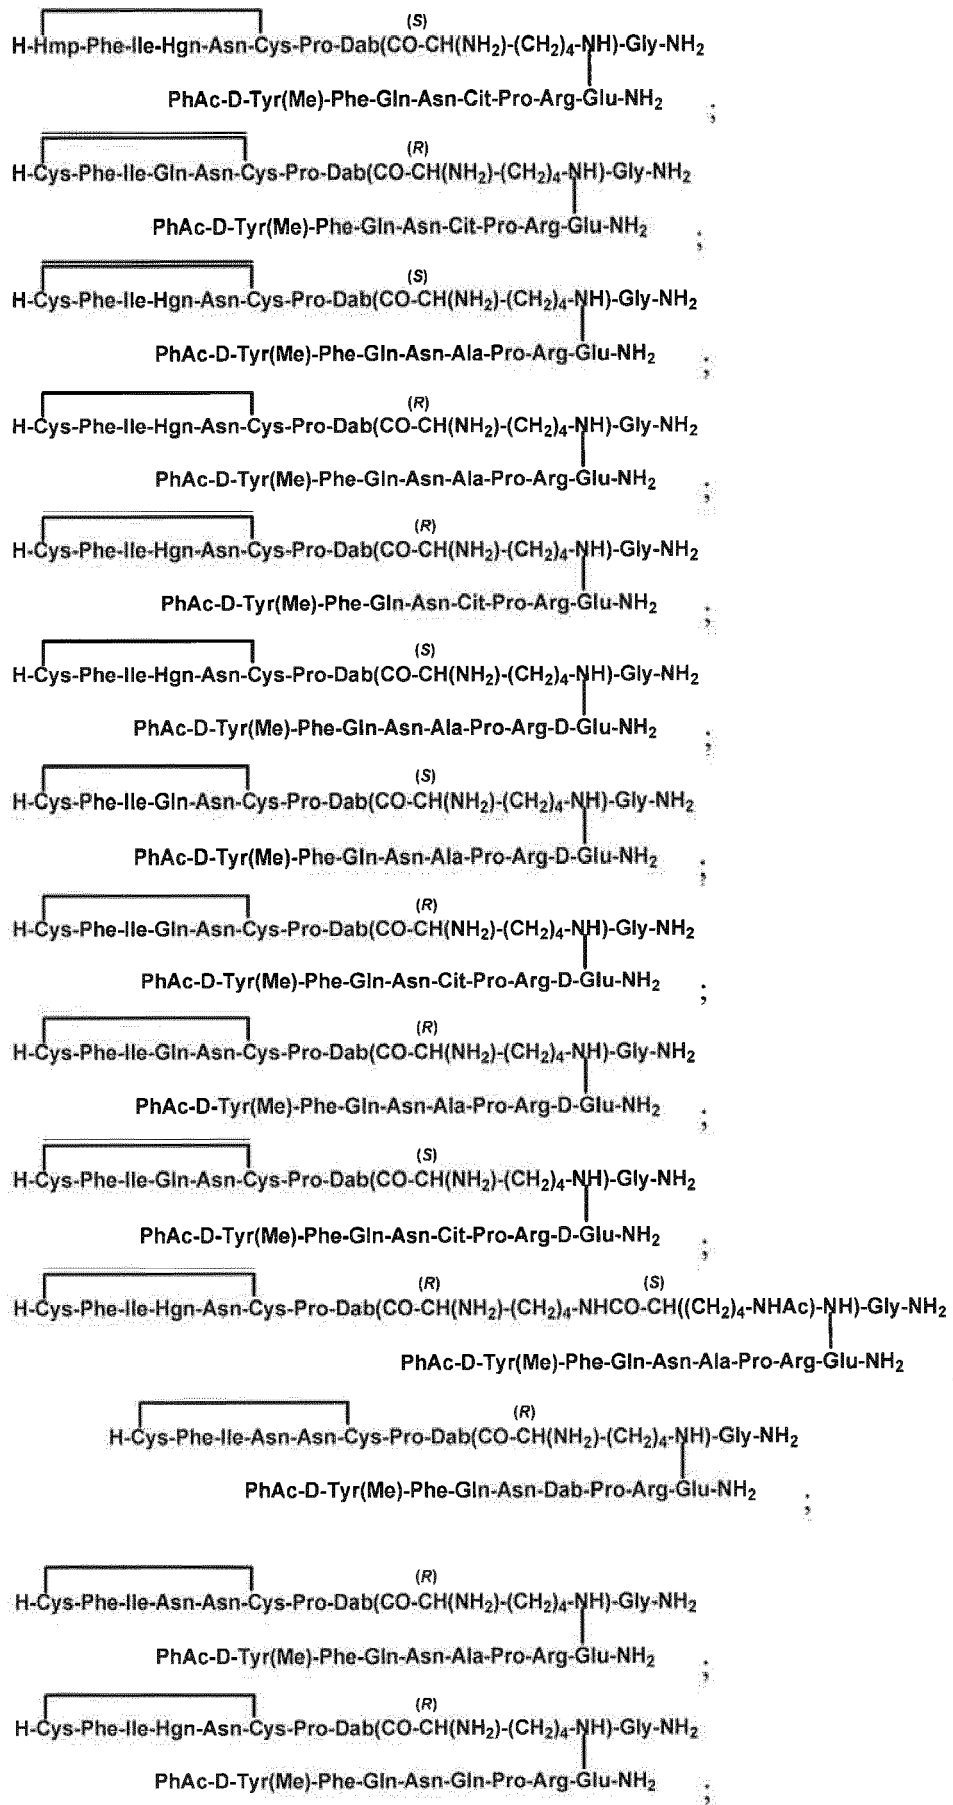 (S)
H-Hmp-Phe-Ile-Hgn-Asn-Cys-Pro-Dab(CO-CH(NH2)-(CH2)4-NH)-Gly-NH2
PhAc-D-Tyr(Me)-Phe-Gln-Asn-Cit-Pro-Arg-Glu-NH2 ;
(R)
H-Cys-Phe-Ile-Gln-Asn-Cys-Pro-Dab(CO-CH(NH2)-(CH2)4-NH)-Gly-NH2
PhAc-D-Tyr(Me)-Phe-Gln-Asn-Cit-Pro-Arg-Glu-NH2 ;
(S)
H-Cys-Phe-Ile-Hgn-Asn-Cys-Pro-Dab(CO-CH(NH2)-(CH2)4-NH)-Gly-NH2
PhAc-D-Tyr(Me)-Phe-Gln-Asn-Ala-Pro-Arg-Glu-NH2 ;
(R)
H-Cys-Phe-Ile-Hgn-Asn-Cys-Pro-Dab(CO-CH(NH2)-(CH2)4-NH)-Gly-NH2
PhAc-D-Tyr(Me)-Phe-Gln-Asn-Ala-Pro-Arg-Glu-NH2 ;
(R)
H-Cys-Phe-Ile-Hgn-Asn-Cys-Pro-Dab(CO-CH(NH2)-(CH2)4-NH)-Gly-NH2
PhAc-D-Tyr(Me)-Phe-Gln-Asn-Cit-Pro-Arg-Glu-NH2 ;
(S)
H-Cys-Phe-Ile-Hgn-Asn-Cys-Pro-Dab(CO-CH(NH2)-(CH2)4-NH)-Gly-NH2
PhAc-D-Tyr(Me)-Phe-Gln-Asn-Ala-Pro-Arg-D-Glu-NH2 ;
(S)
H-Cys-Phe-Ile-Gln-Asn-Cys-Pro-Dab(CO-CH(NH2)-(CH2)4-NH)-Gly-NH2
PhAc-D-Tyr(Me)-Phe-Gln-Asn-Ala-Pro-Arg-D-Glu-NH2 ;
(R)
H-Cys-Phe-Ile-Gln-Asn-Cys-Pro-Dab(CO-CH(NH2)-(CH2)4-NH)-Gly-NH2
PhAc-D-Tyr(Me)-Phe-Gln-Asn-Cit-Pro-Arg-D-Glu-NH2 ;
(R)
H-Cys-Phe-Ile-Gln-Asn-Cys-Pro-Dab(CO-CH(NH2)-(CH2)4-NH)-Gly-NH2
PhAc-D-Tyr(Me)-Phe-Gln-Asn-Ala-Pro-Arg-D-Glu-NH2 ;
(S)
H-Cys-Phe-Ile-Gln-Asn-Cys-Pro-Dab(CO-CH(NH2)-(CH2)4-NH)-Gly-NH2
PhAc-D-Tyr(Me)-Phe-Gln-Asn-Cit-Pro-Arg-D-Glu-NH2 ;
(R) (S)
H-Cys-Phe-Ile-Hgn-Asn-Cys-Pro-Dab(CO-CH(NH2)-(CH2)4-NHCO-CH((CH2)4-NHAc)-NH)-Gly-NH2
PhAc-D-Tyr(Me)-Phe-Gln-Asn-Ala-Pro-Arg-Glu-NH2
(R)
H-Cys-Phe-Ile-Asn-Asn-Cys-Pro-Dab(CO-CH(NH2)-(CH2)4-NH)-Gly-NH2
PhAc-D-Tyr(Me)-Phe-Gln-Asn-Dab-Pro-Arg-Glu-NH2 ;
(R)
H-Cys-Phe-Ile-Asn-Asn-Cys-Pro-Dab(CO-CH(NH2)-(CH2)4-NH)-Gly-NH2
PhAc-D-Tyr(Me)-Phe-Gln-Asn-Ala-Pro-Arg-Glu-NH2 ;
(R)
H-Cys-Phe-Ile-Hgn-Asn-Cys-Pro-Dab(CO-CH(NH2)-(CH2)4-NH)-Gly-NH2
PhAc-D-Tyr(Me)-Phe-Gln-Asn-Gln-Pro-Arg-Glu-NH2 ;